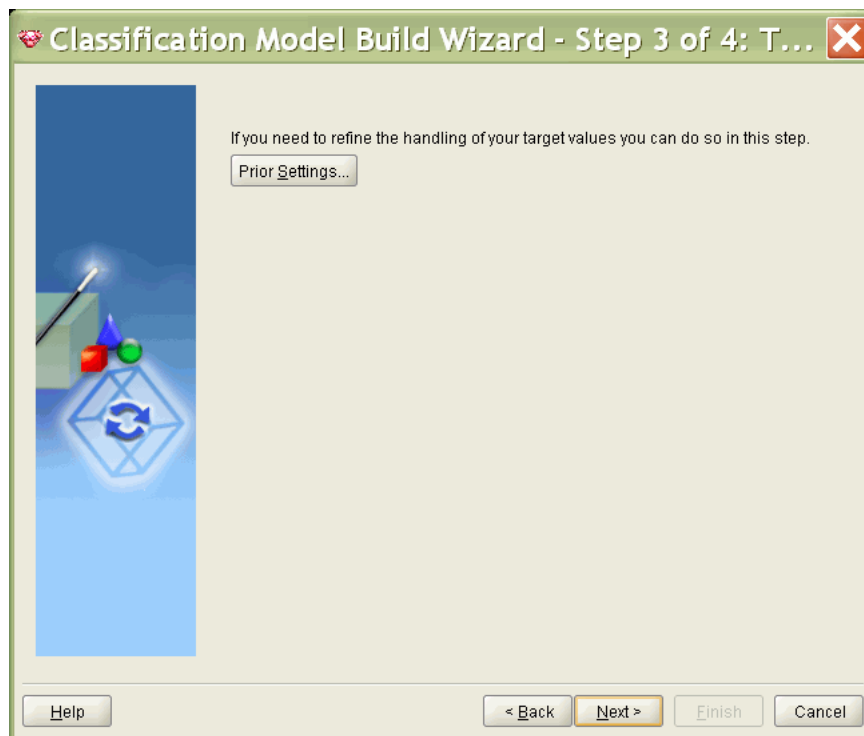 Classification Model Build Wizard - Step 3 of 4: T...
If you need to refine the handling of your target values you can do so in this step.
Prior Settings...
Help
< Back
Next >
Finish
Cancel